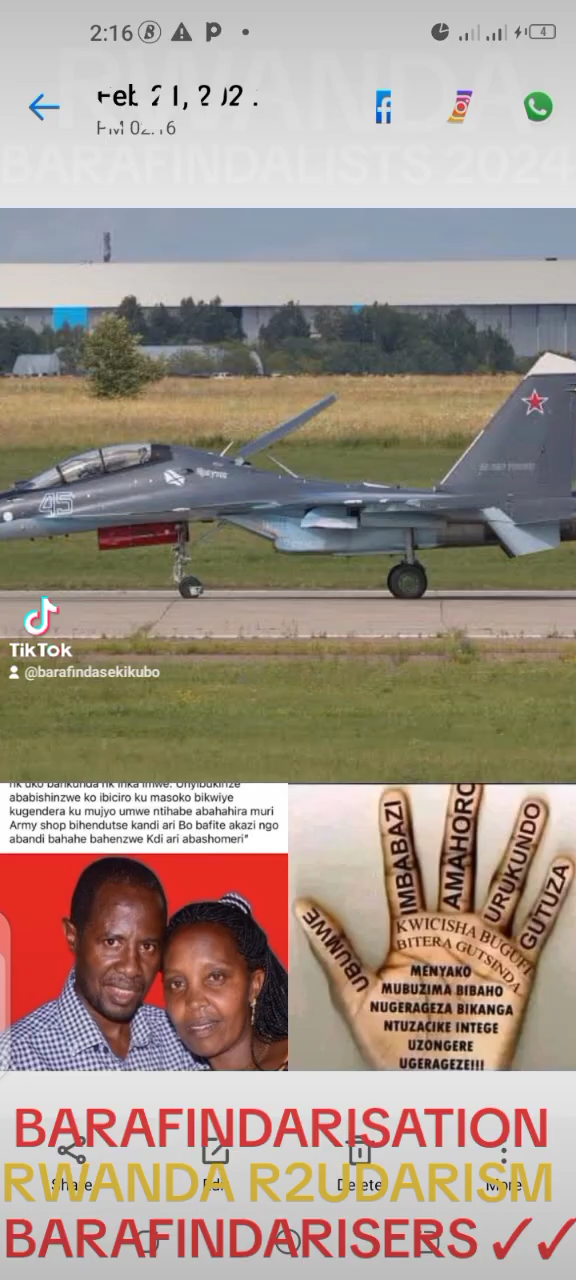 2:16
4
RWANDA
BARAFINDALISTS 2024
PM 02:16
45
TikTok
@barafindasekikubo
ababishinzwe ko ibiciro ku masoko bikwiye
kugendera ku mujyo umwe ntihabe abahahira muri
Army shop bihendutse kandi ari Bo bafite akazi ngo
abandi bahahe bahenzwe Kdi ari abashomeri"
UBUMWE
IMBABAZI
AMAHORO
URUKUNDO
GUTUZA
KWICISHA BUGUFI
BITERA GUTSINDA
MENYAKO
MUBUZIMA BIBAHO
NUGERAGEZA BIKANGA
NTUZACIKE INTEGE
UZONGERE
UGERAGEZE!!!
BARAFINDARISATION
Share Edit Delete More
RWANDA R2UDARISM
BARAFINDARISERS ✓✓